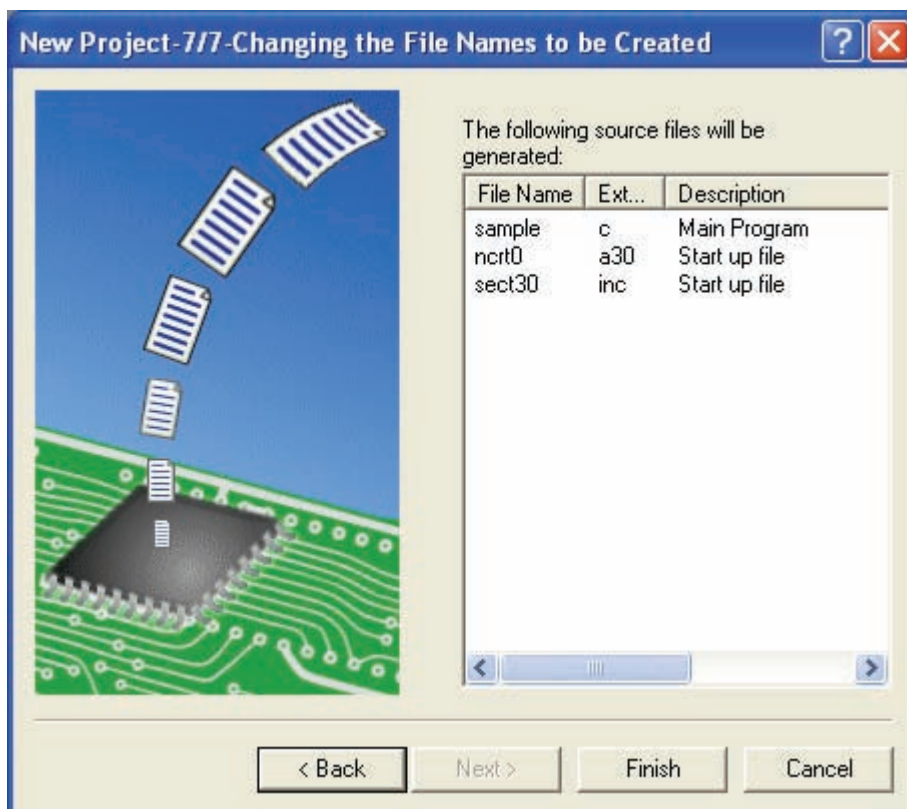 New Project-7/7-Changing the File Names to be Created
The following source files will be
generated:
File Name Ext... Description
sample c Main Program
ncrt0 a30 Start up file
sect30 inc Start up file
< Back Next > Finish Cancel